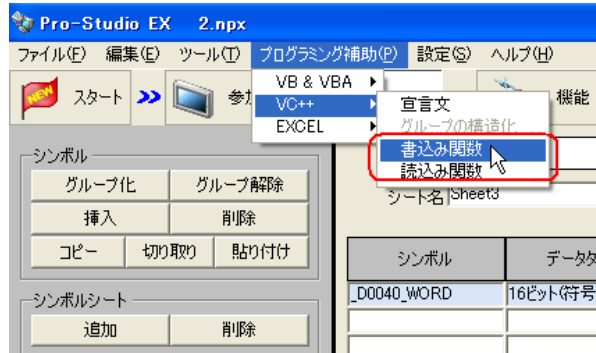 Pro-Studio EX 2.npx
ファイル(F) 編集(E) ツール(T) プログラミング補助(P) 設定(S) ヘルプ(H)
NEW スタート 機能
VB & VBA
VC++
EXCEL
宣言文
グループの構造化...
書込み関数
読込み関数
シート名 Sheet3
シンボル
グループ化 グループ解除
挿入 削除
コピー 切り取り 貼り付け
シンボルシート
追加 削除
シンボル データタ
_D0040_WORD 16ビット(符号